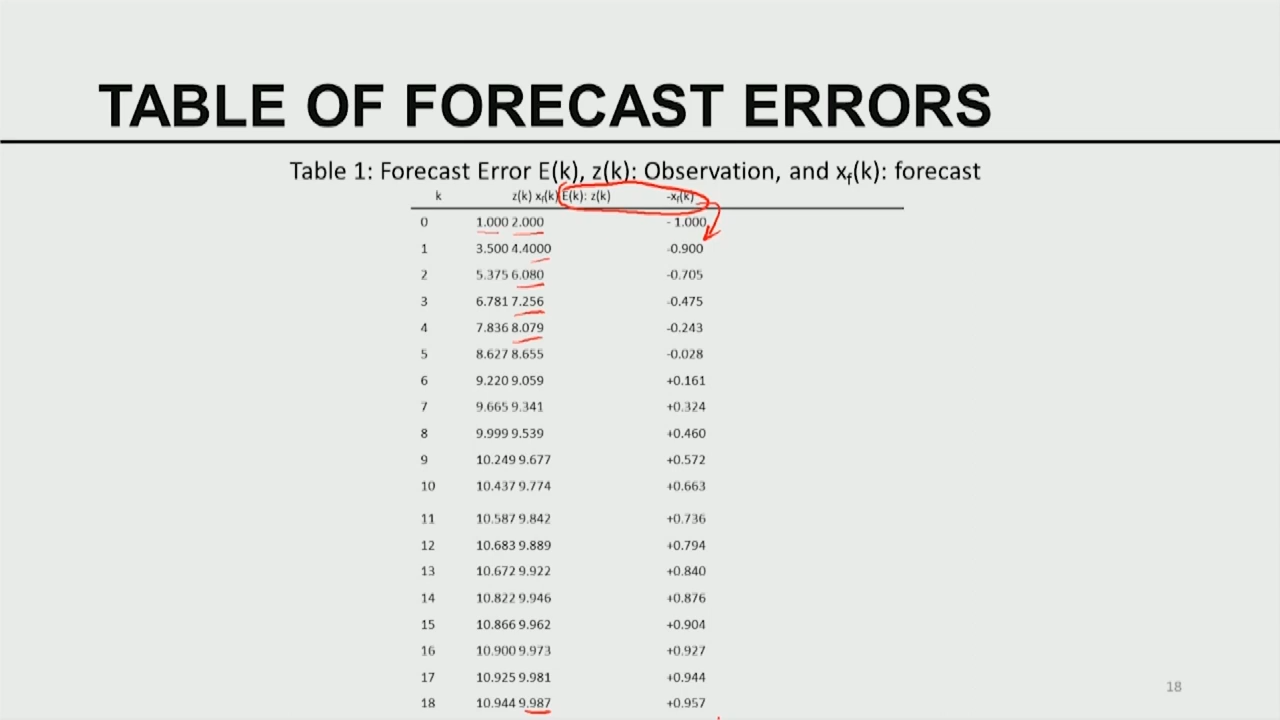 TABLE OF FORECAST ERRORS
Table 1: Forecast Error E(k), z(k): Observation, and xf(k): forecast
k z(k) xf(k) E(k): z(k) -xf(k)
0 1.000 2.000 - 1.000
1 3.500 4.4000 -0.900
2 5.375 6.080 -0.705
3 6.781 7.256 -0.475
4 7.836 8.079 -0.243
5 8.627 8.655 -0.028
6 9.220 9.059 +0.161
7 9.665 9.341 +0.324
8 9.999 9.539 +0.460
9 10.249 9.677 +0.572
10 10.437 9.774 +0.663
11 10.587 9.842 +0.736
12 10.683 9.889 +0.794
13 10.672 9.922 +0.840
14 10.822 9.946 +0.876
15 10.866 9.962 +0.904
16 10.900 9.973 +0.927
17 10.925 9.981 +0.944
18 10.944 9.987 +0.957
18